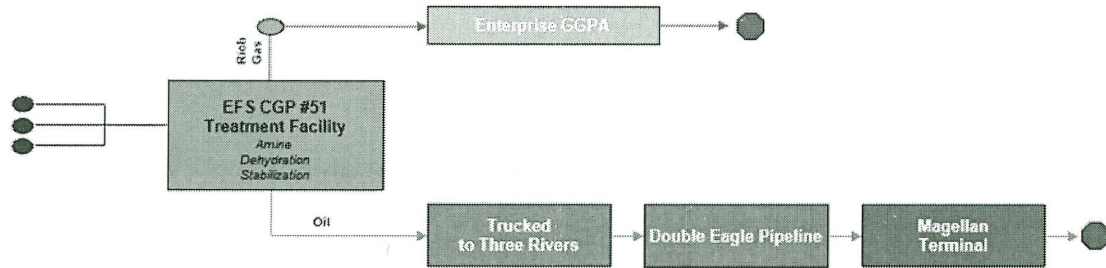 Enterprise GGPA
Rich
Gas
EFS CGP #51
Treatment Facility
Amine
Dehydration
Stabilization
Oil
Trucked
to Three Rivers
Double Eagle Pipeline
Magellan
Terminal